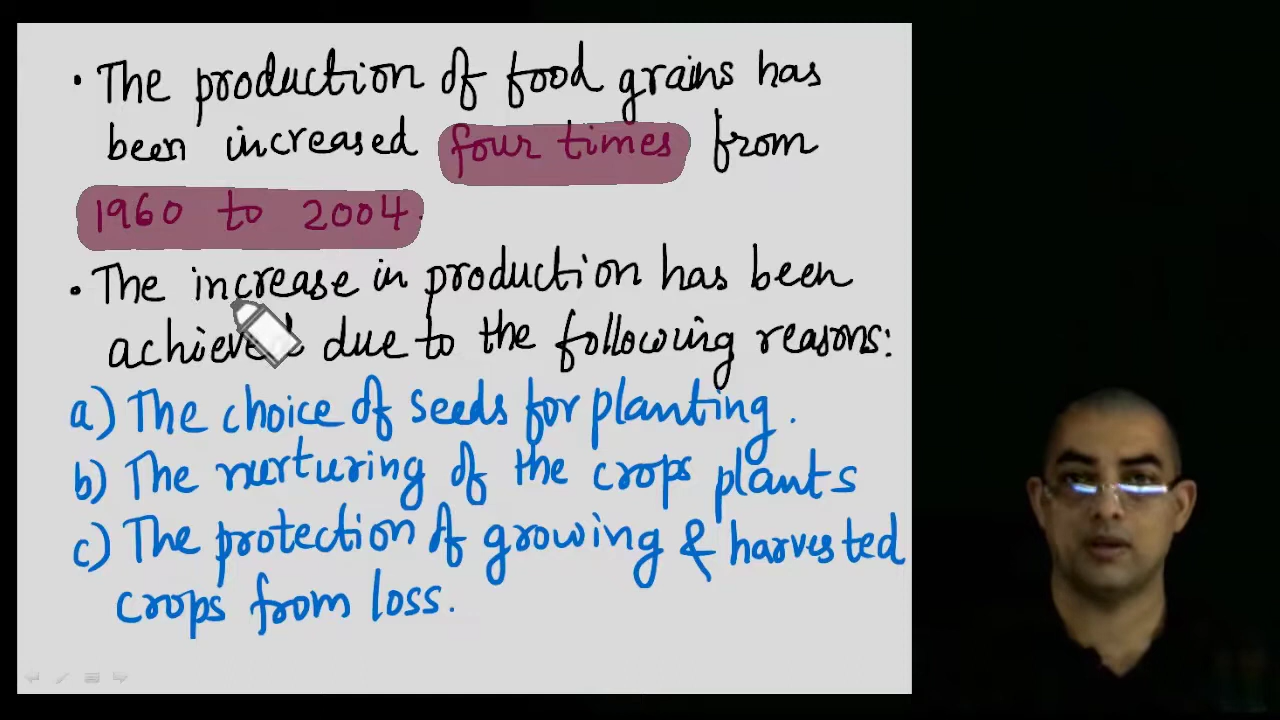 • The production of food grains has
been increased four times from
1960 to 2004.
• The increase in production has been
achieved due to the following reasons:
a) The choice of seeds for planting.
b) The nurturing of the crops plants
c) The protection of growing & harvested
crops from loss.